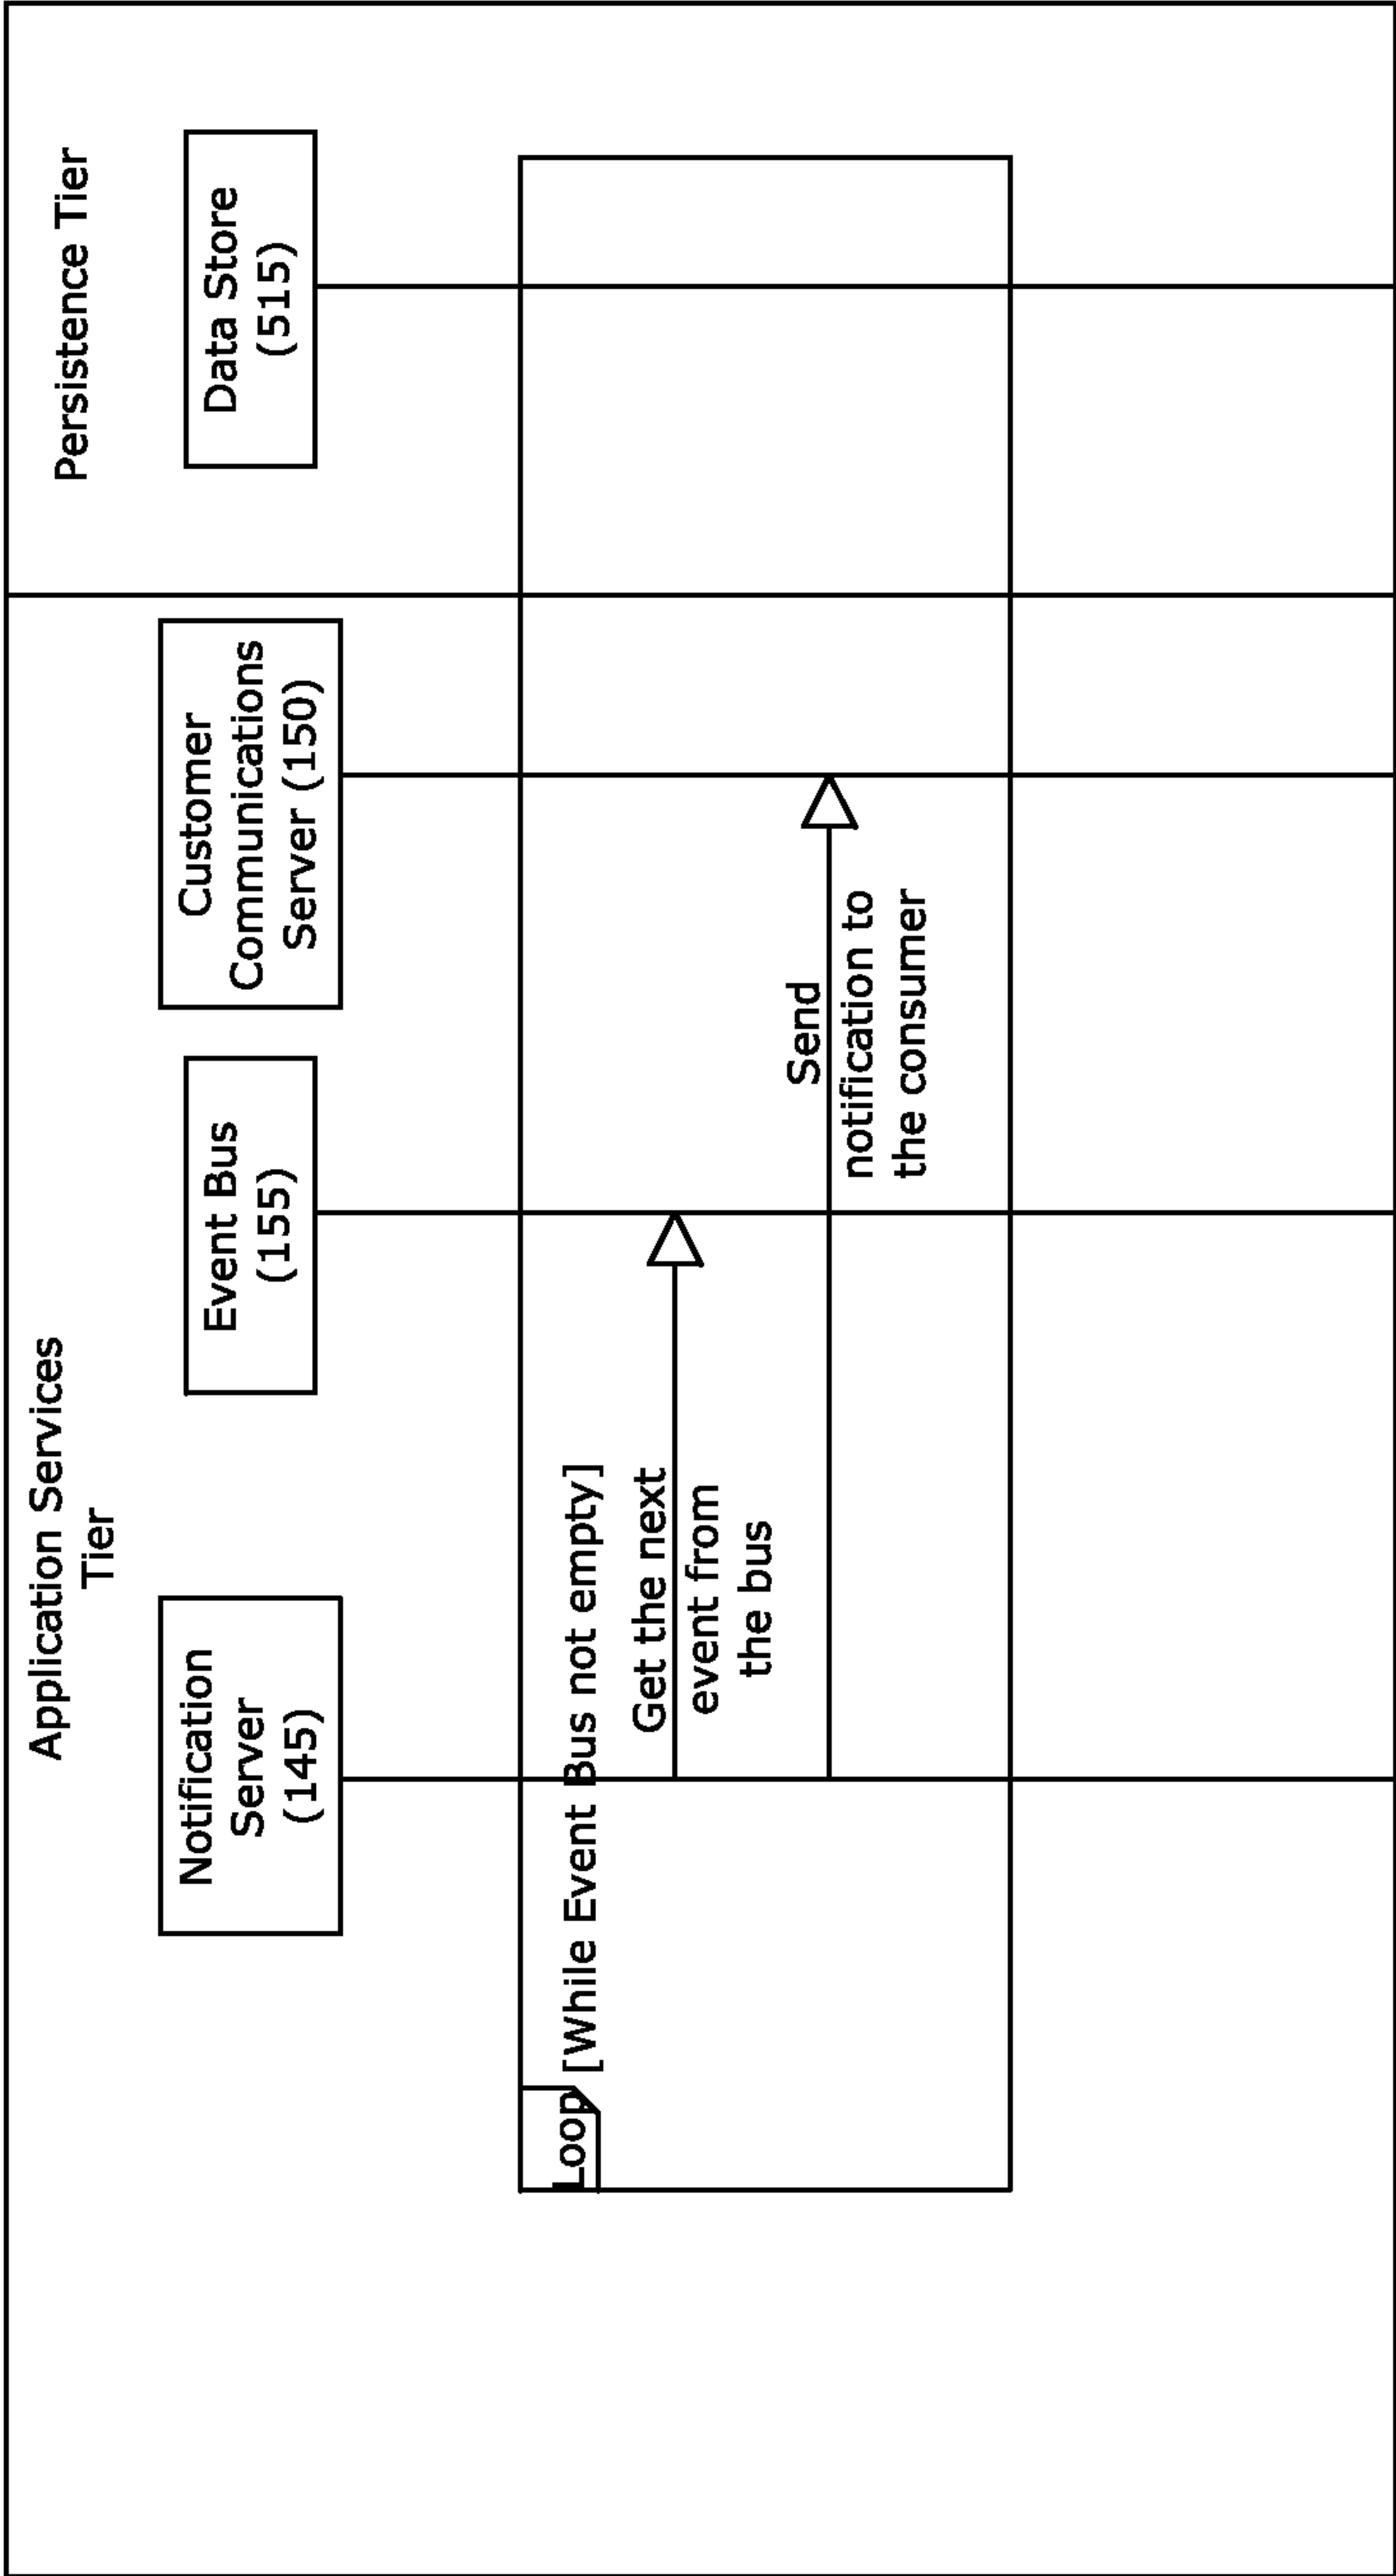 Application Services
Tier
Persistence Tier
Notification
Server
(145)
Event Bus
(155)
Customer
Communications
Server (150)
Data Store
(515)
Loop
[While Event Bus not empty]
Get the next
event from
the bus
Send
notification to
the consumer